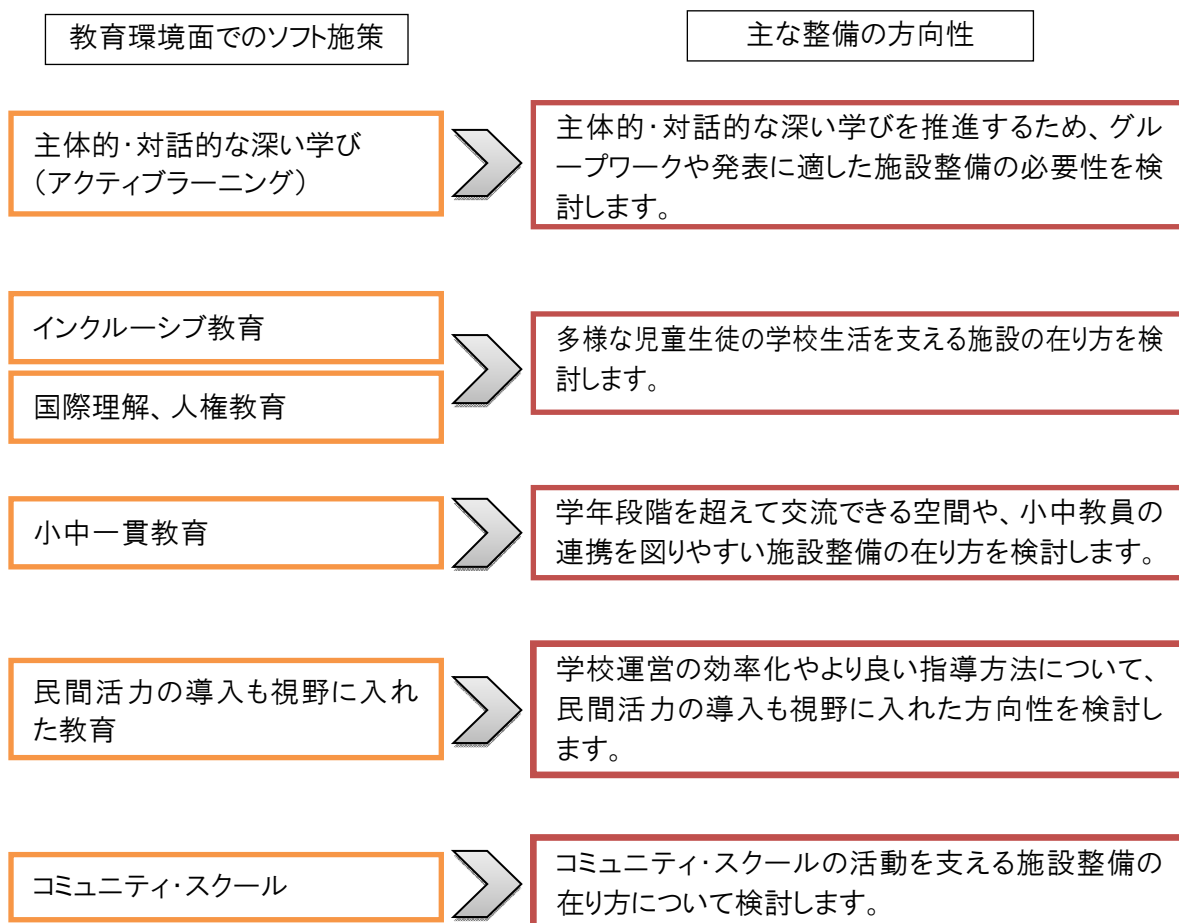 教育環境面でのソフト施策
主な整備の方向性
主体的・対話的な深い学び
（アクティブラーニング）
主体的・対話的な深い学びを推進するため、グル
ープワークや発表に適した施設整備の必要性を検
討します。
インクルーシブ教育
国際理解、人権教育
多様な児童生徒の学校生活を支える施設の在り方を検
討します。
小中一貫教育
学年段階を超えて交流できる空間や、小中教員の
連携を図りやすい施設整備の在り方を検討します。
民間活力の導入も視野に入れ
た教育
学校運営の効率化やより良い指導方法について、
民間活力の導入も視野に入れた方向性を検討し
ます。
コミュニティ・スクール
コミュニティ・スクールの活動を支える施設整備の
在り方について検討します。